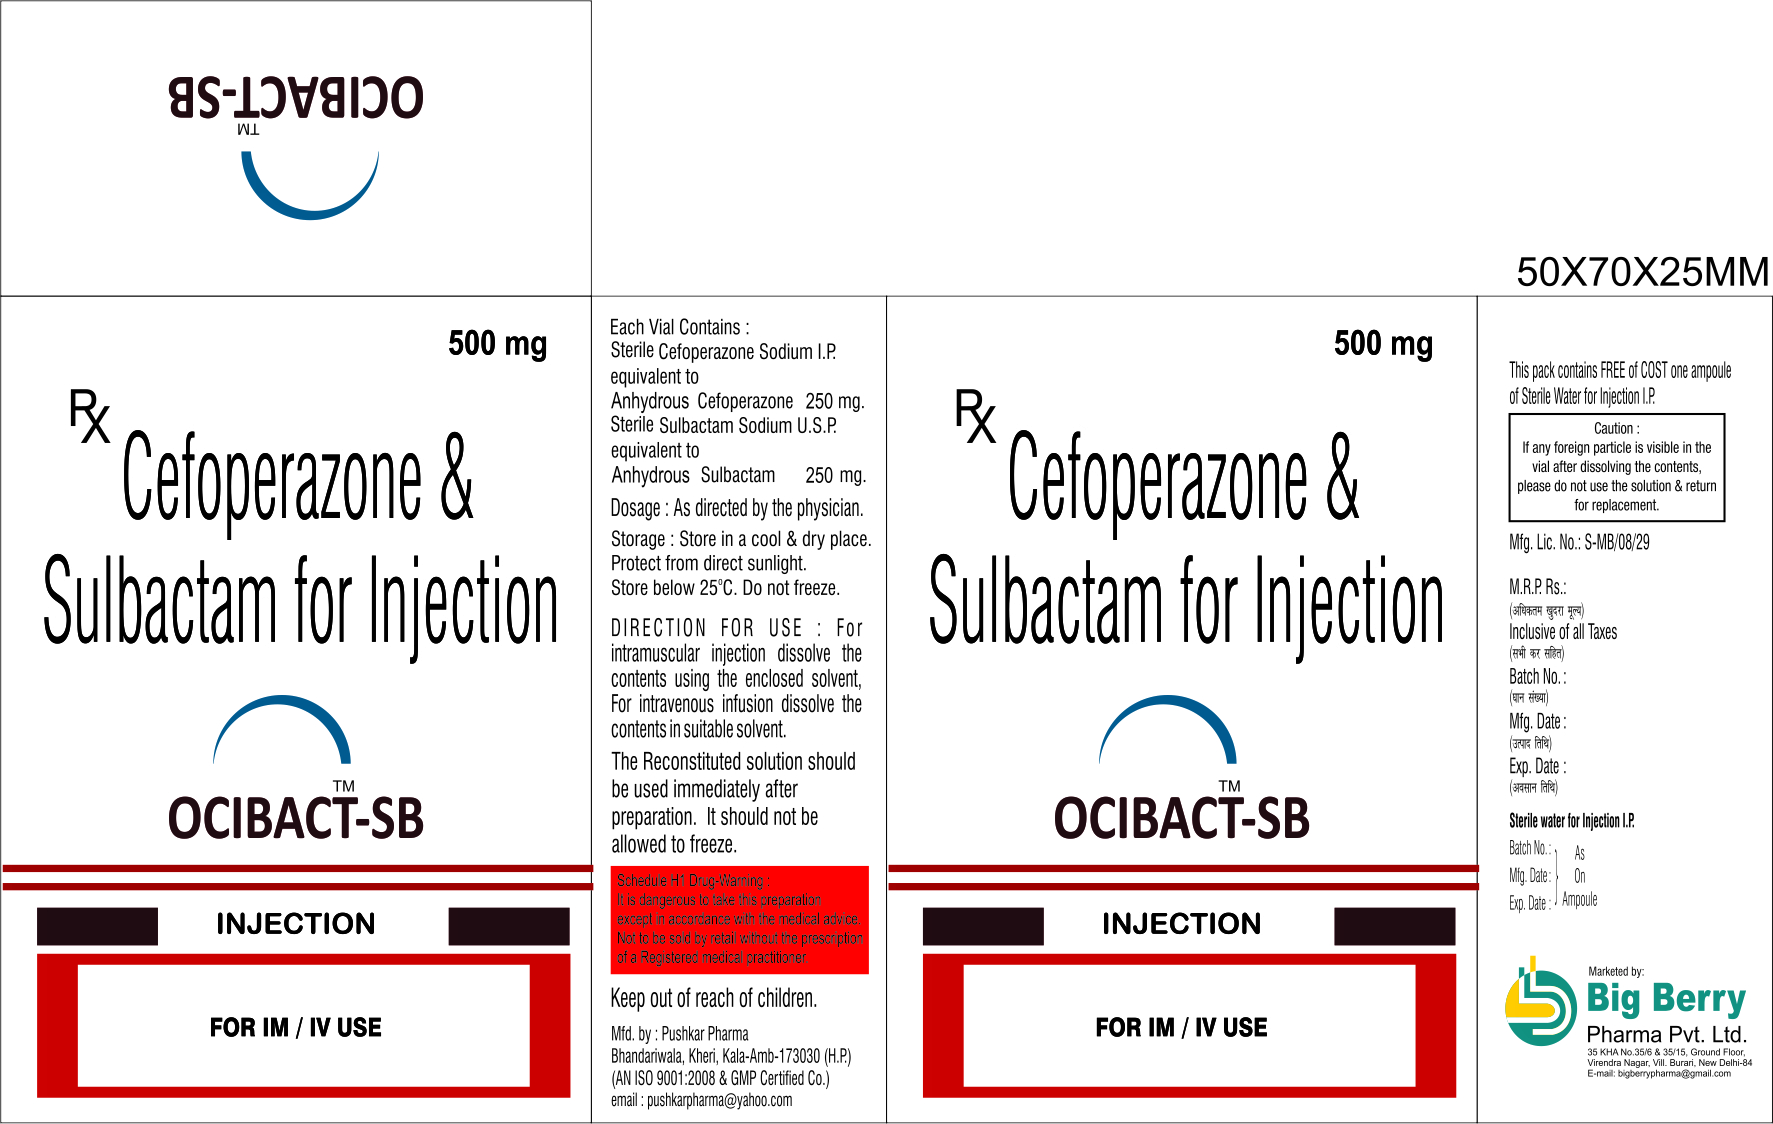 OCIBACT-SB
TM
50X70X25MM
500 mg
Rx
Cefoperazone &
Sulbactam for Injection
TM
OCIBACT-SB
INJECTION
FOR IM / IV USE
Each Vial Contains :
Sterile Cefoperazone Sodium I.P.
equivalent to
Anhydrous Cefoperazone 250 mg.
Sterile Sulbactam Sodium U.S.P.
equivalent to
Anhydrous Sulbactam 250 mg.
Dosage : As directed by the physician.
Storage : Store in a cool & dry place.
Protect from direct sunlight.
Store below 25°C. Do not freeze.
DIRECTION FOR USE : For
intramuscular injection dissolve the
contents using the enclosed solvent,
For intravenous infusion dissolve the
contents in suitable solvent.
The Reconstituted solution should
be used immediately after
preparation. It should not be
allowed to freeze.
Schedule H1 Drug-Warning :
It is dangerous to take this preparation
except in accordance with the medical advice.
Not to be sold by retail without the prescription
of a Registered medical practitioner.
Keep out of reach of children.
Mfd. by : Pushkar Pharma
Bhandariwala, Kheri, Kala-Amb-173030 (H.P.)
(AN ISO 9001:2008 & GMP Certified Co.)
email : pushkarpharma@yahoo.com
500 mg
Rx
Cefoperazone &
Sulbactam for Injection
TM
OCIBACT-SB
INJECTION
FOR IM / IV USE
This pack contains FREE of COST one ampoule
of Sterile Water for Injection I.P.
Caution :
If any foreign particle is visible in the
vial after dissolving the contents,
please do not use the solution & return
for replacement.
Mfg. Lic. No.: S-MB/08/29
M.R.P. Rs.:
(अधिकतम खुदरा मूल्य)
Inclusive of all Taxes
(सभी कर सहित)
Batch No. :
(घान संख्या)
Mfg. Date :
(उत्पाद तिथि)
Exp. Date :
(अवसान तिथि)
Sterile water for Injection I.P.
Batch No. : As
Mfg. Date : On
Exp. Date : Ampoule
Marketed by:
Big Berry
Pharma Pvt. Ltd.
35 KHA No.35/6 & 35/15, Ground Floor,
Virendra Nagar, Vill. Burari, New Delhi-84
E-mail: bigberrypharma@gmail.com